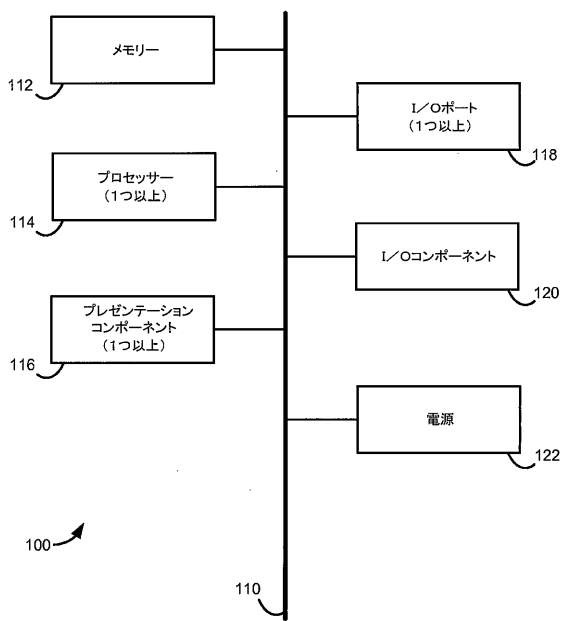 メモリー
112
I/Oポート
(1つ以上)
118
プロセッサー
(1つ以上)
114
I/Oコンポーネント
120
プレゼンテーション
コンポーネント
(1つ以上)
116
電源
122
100
110